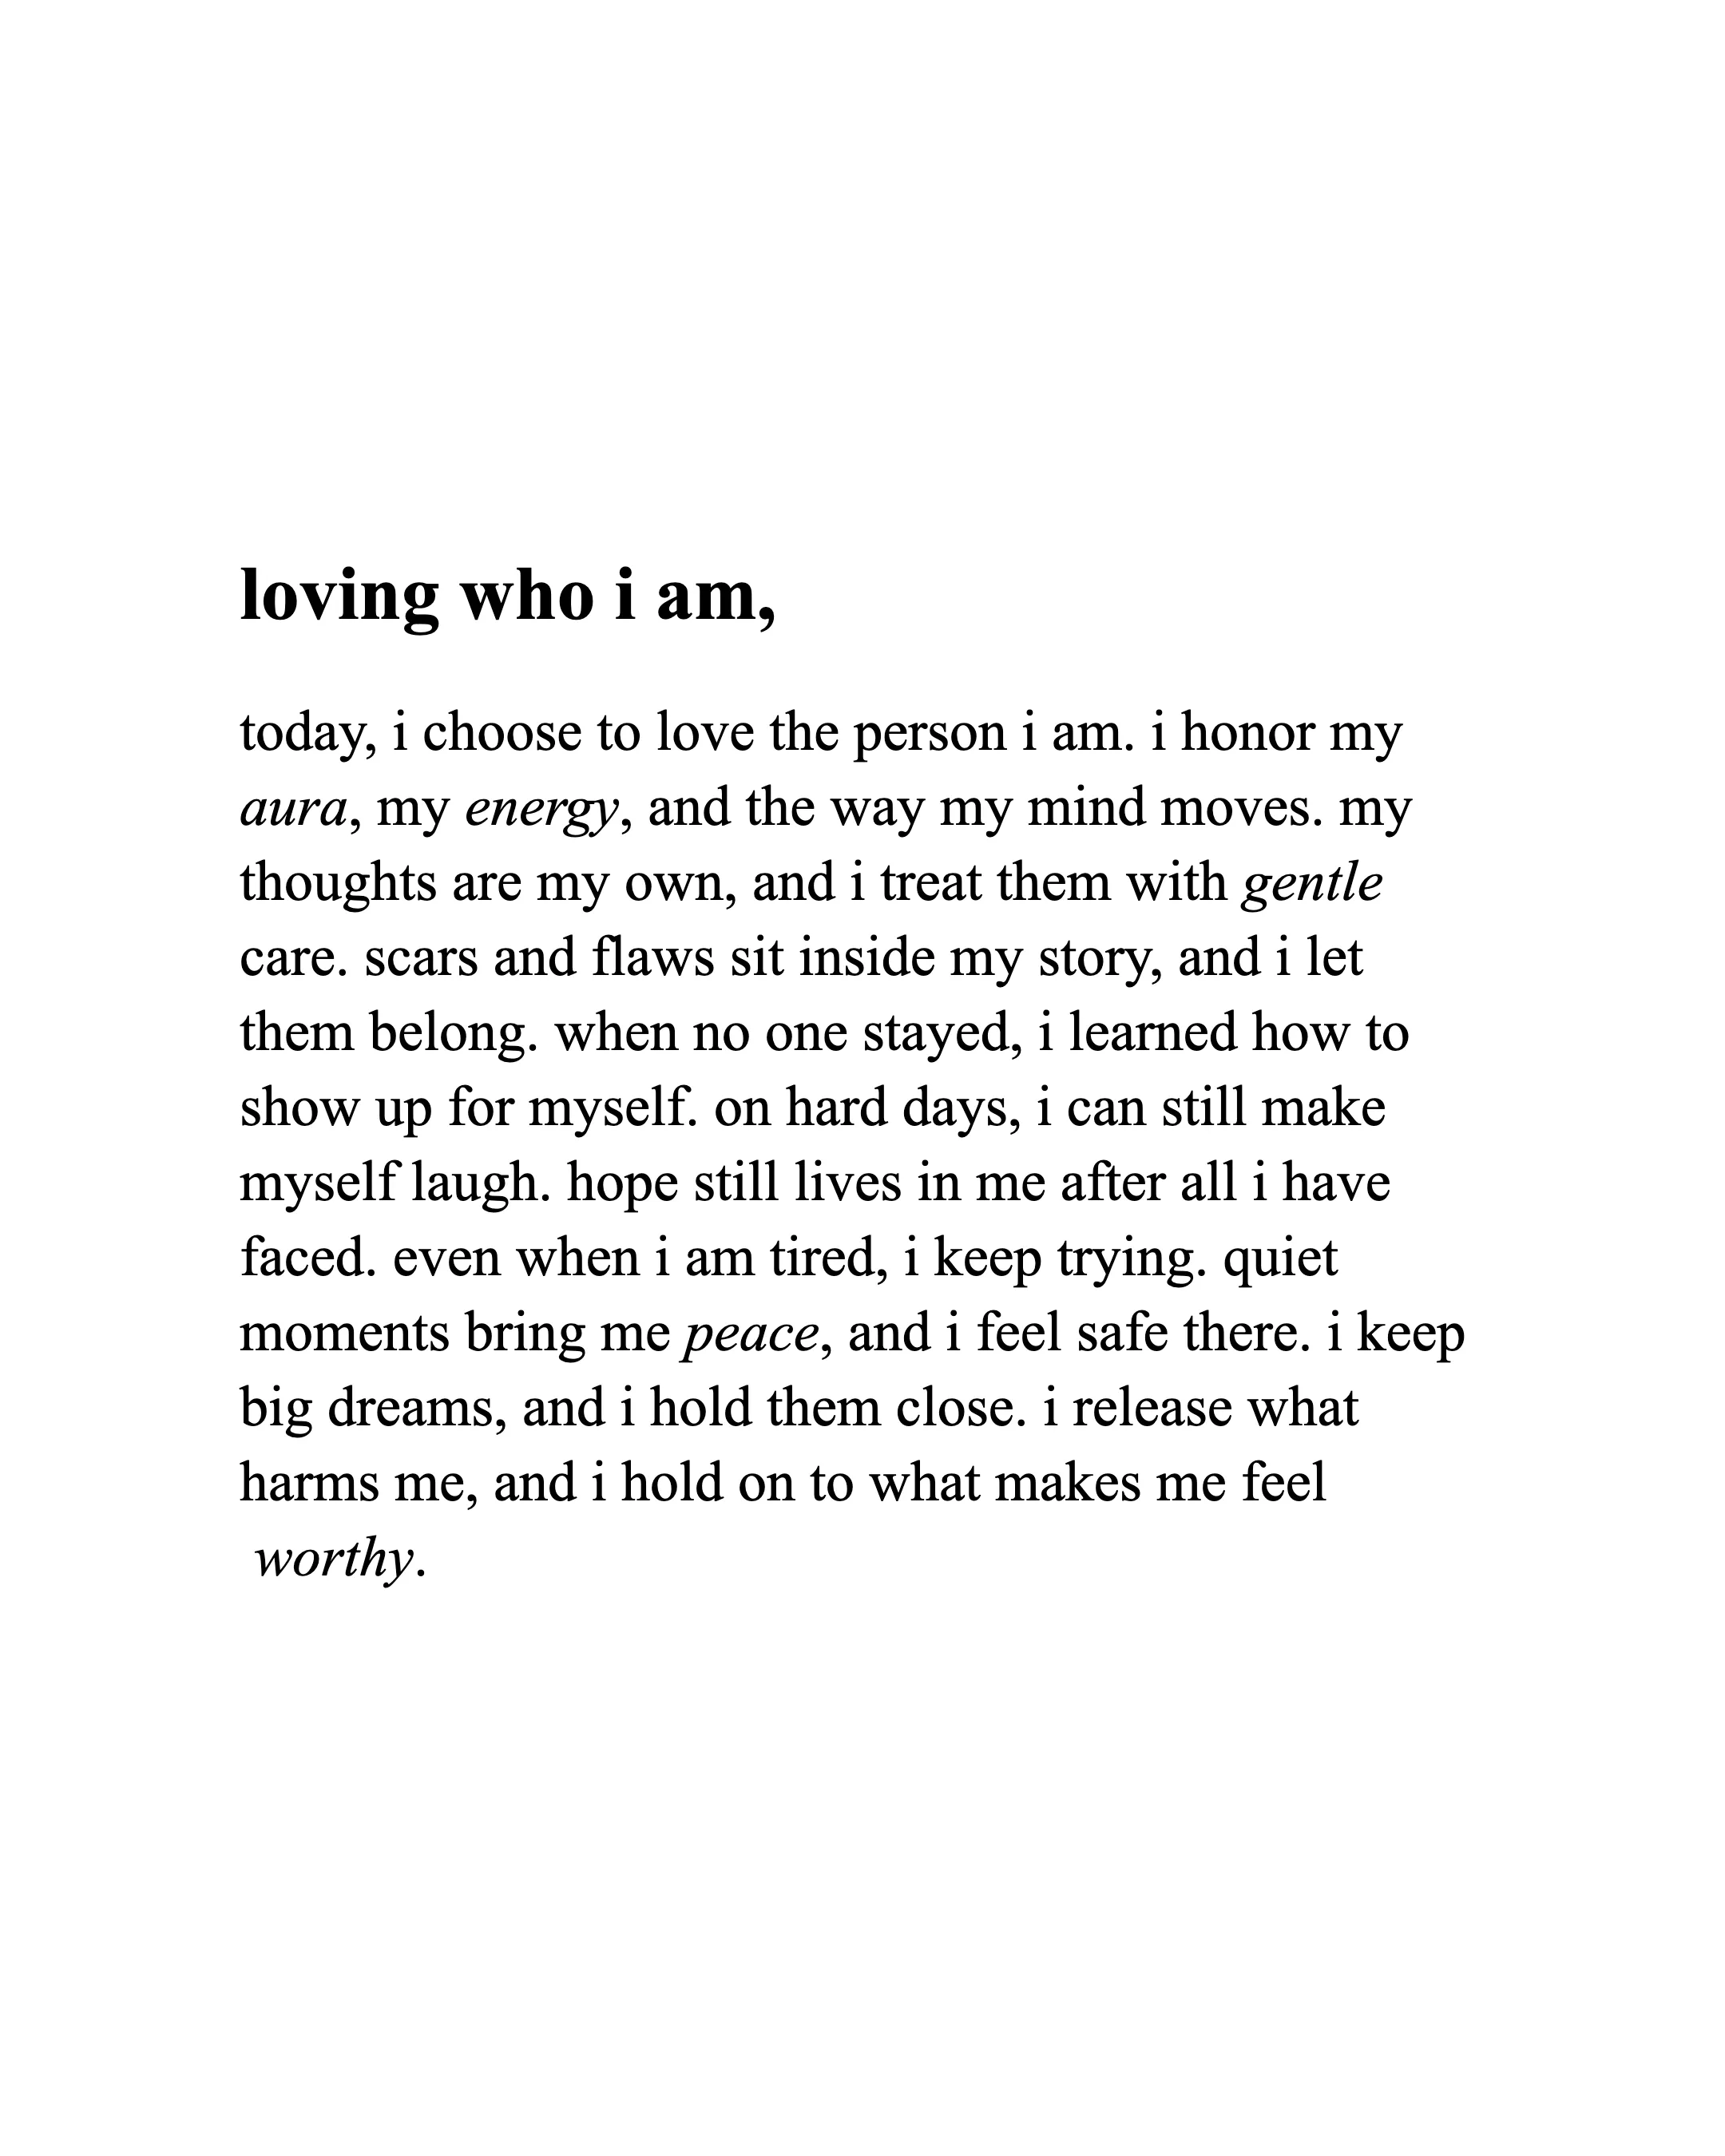 loving who i am,
today, i choose to love the person i am. i honor my
aura, my energy, and the way my mind moves. my
thoughts are my own, and i treat them with gentle
care. scars and flaws sit inside my story, and i let
them belong. when no one stayed, i learned how to
show up for myself. on hard days, i can still make
myself laugh. hope still lives in me after all i have
faced. even when i am tired, i keep trying. quiet
moments bring me peace, and i feel safe there. i keep
big dreams, and i hold them close. i release what
harms me, and i hold on to what makes me feel
worthy.